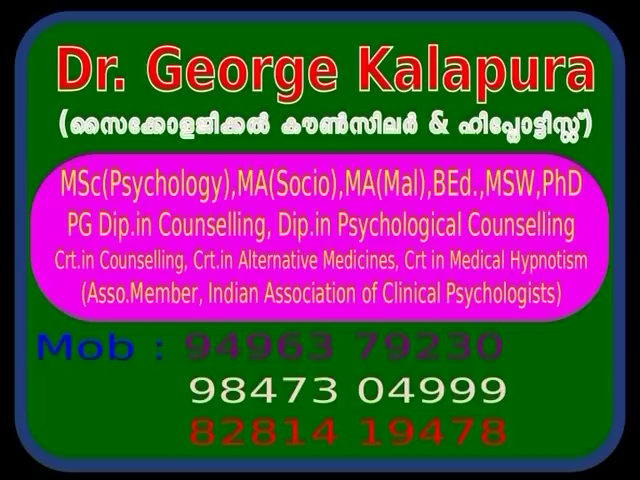 Dr. George Kalapura
(സൈക്കോളജിക്കൽ കൗൺസിലർ & ഹിപ്നോട്ടിസ്റ്റ്)
MSc(Psychology),MA(Socio),MA(Mal),BEd.,MSW,PhD
PG Dip.in Counselling, Dip.in Psychological Counselling
Crt.in Counselling, Crt.in Alternative Medicines, Crt in Medical Hypnotism
(Asso.Member, Indian Association of Clinical Psychologists)
Mob : 94963 79230
98473 04999
82814 19478